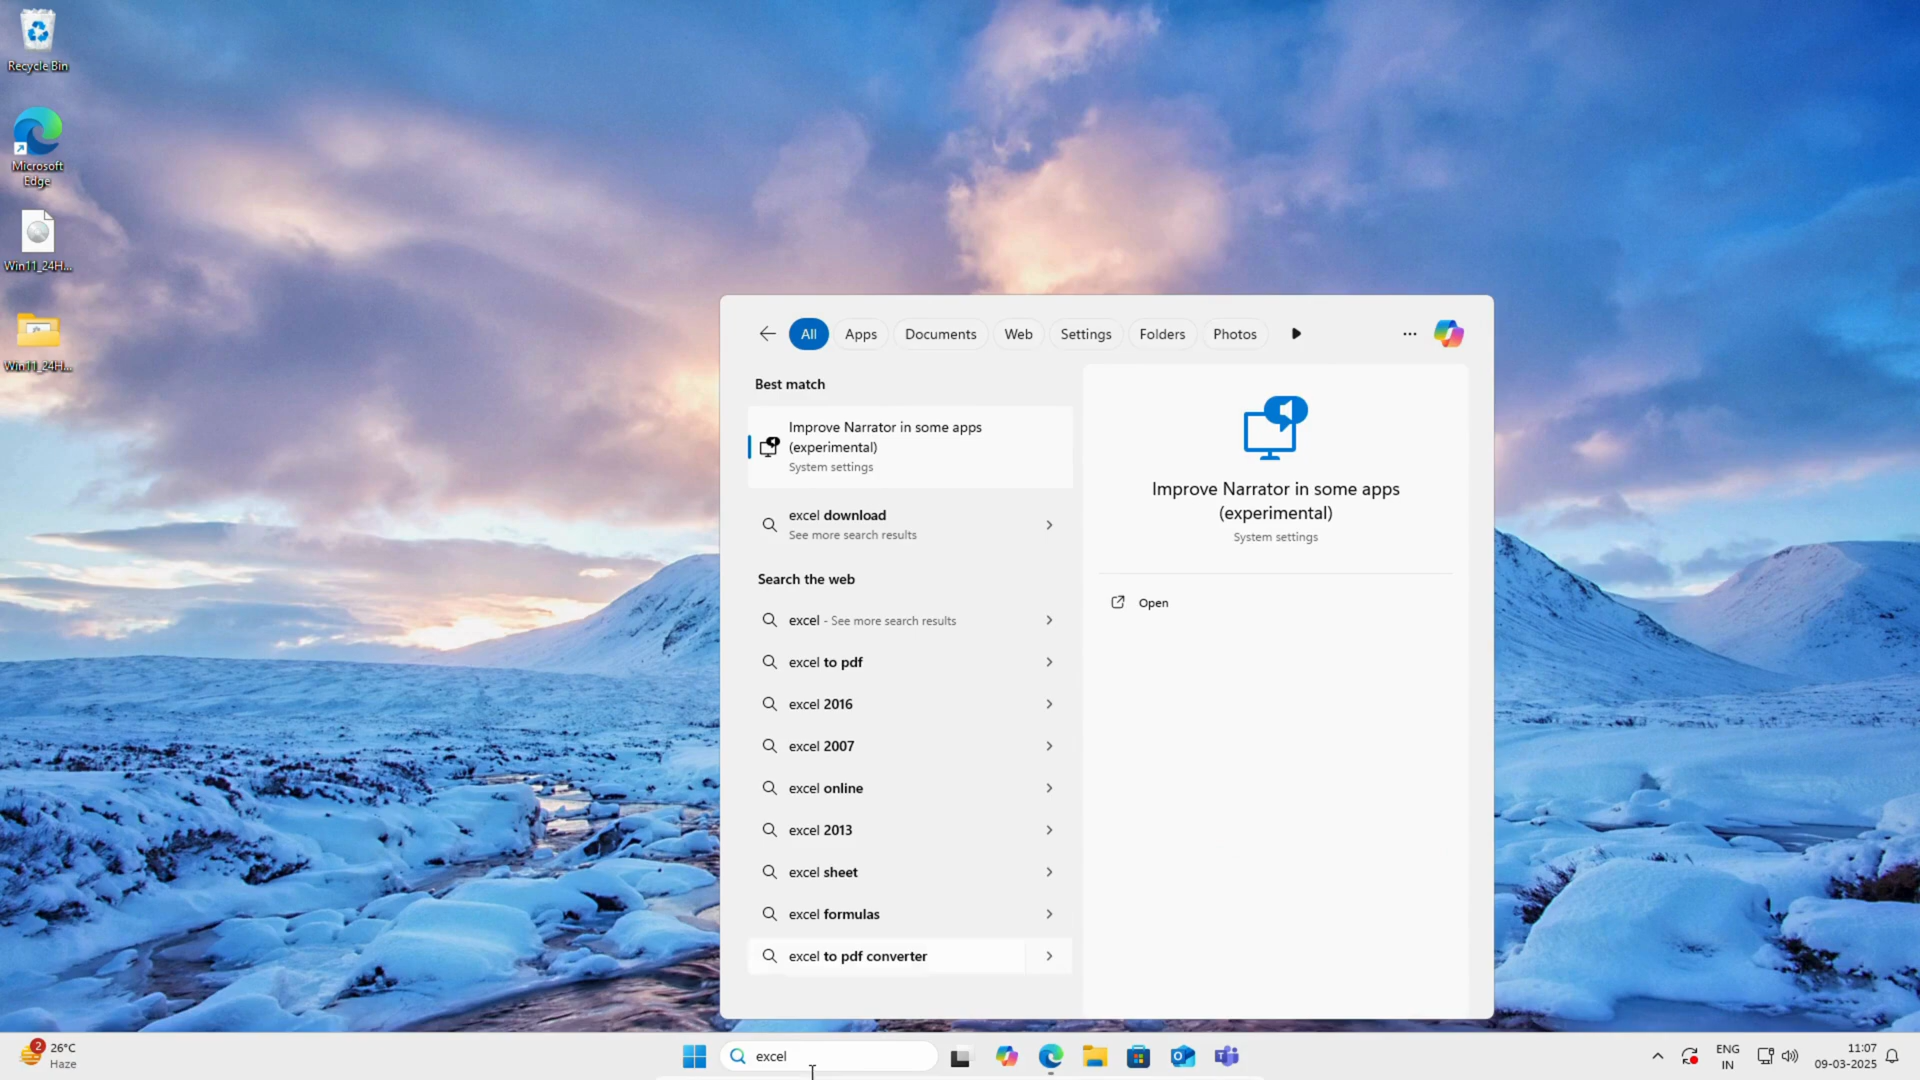 Recycle Bin
Microsoft
Edge
Win11_24H...
Win11_24H...
All
Apps
Documents
Web
Settings
Folders
Photos
Best match
Improve Narrator in some apps
(experimental)
System settings
excel download
See more search results
Search the web
excel - See more search results
excel to pdf
excel 2016
excel 2007
excel online
excel 2013
excel sheet
excel formulas
excel to pdf converter
Improve Narrator in some apps
(experimental)
System settings
Open
2
26°C
Haze
excel
ENG
IN
11:07
09-03-2025